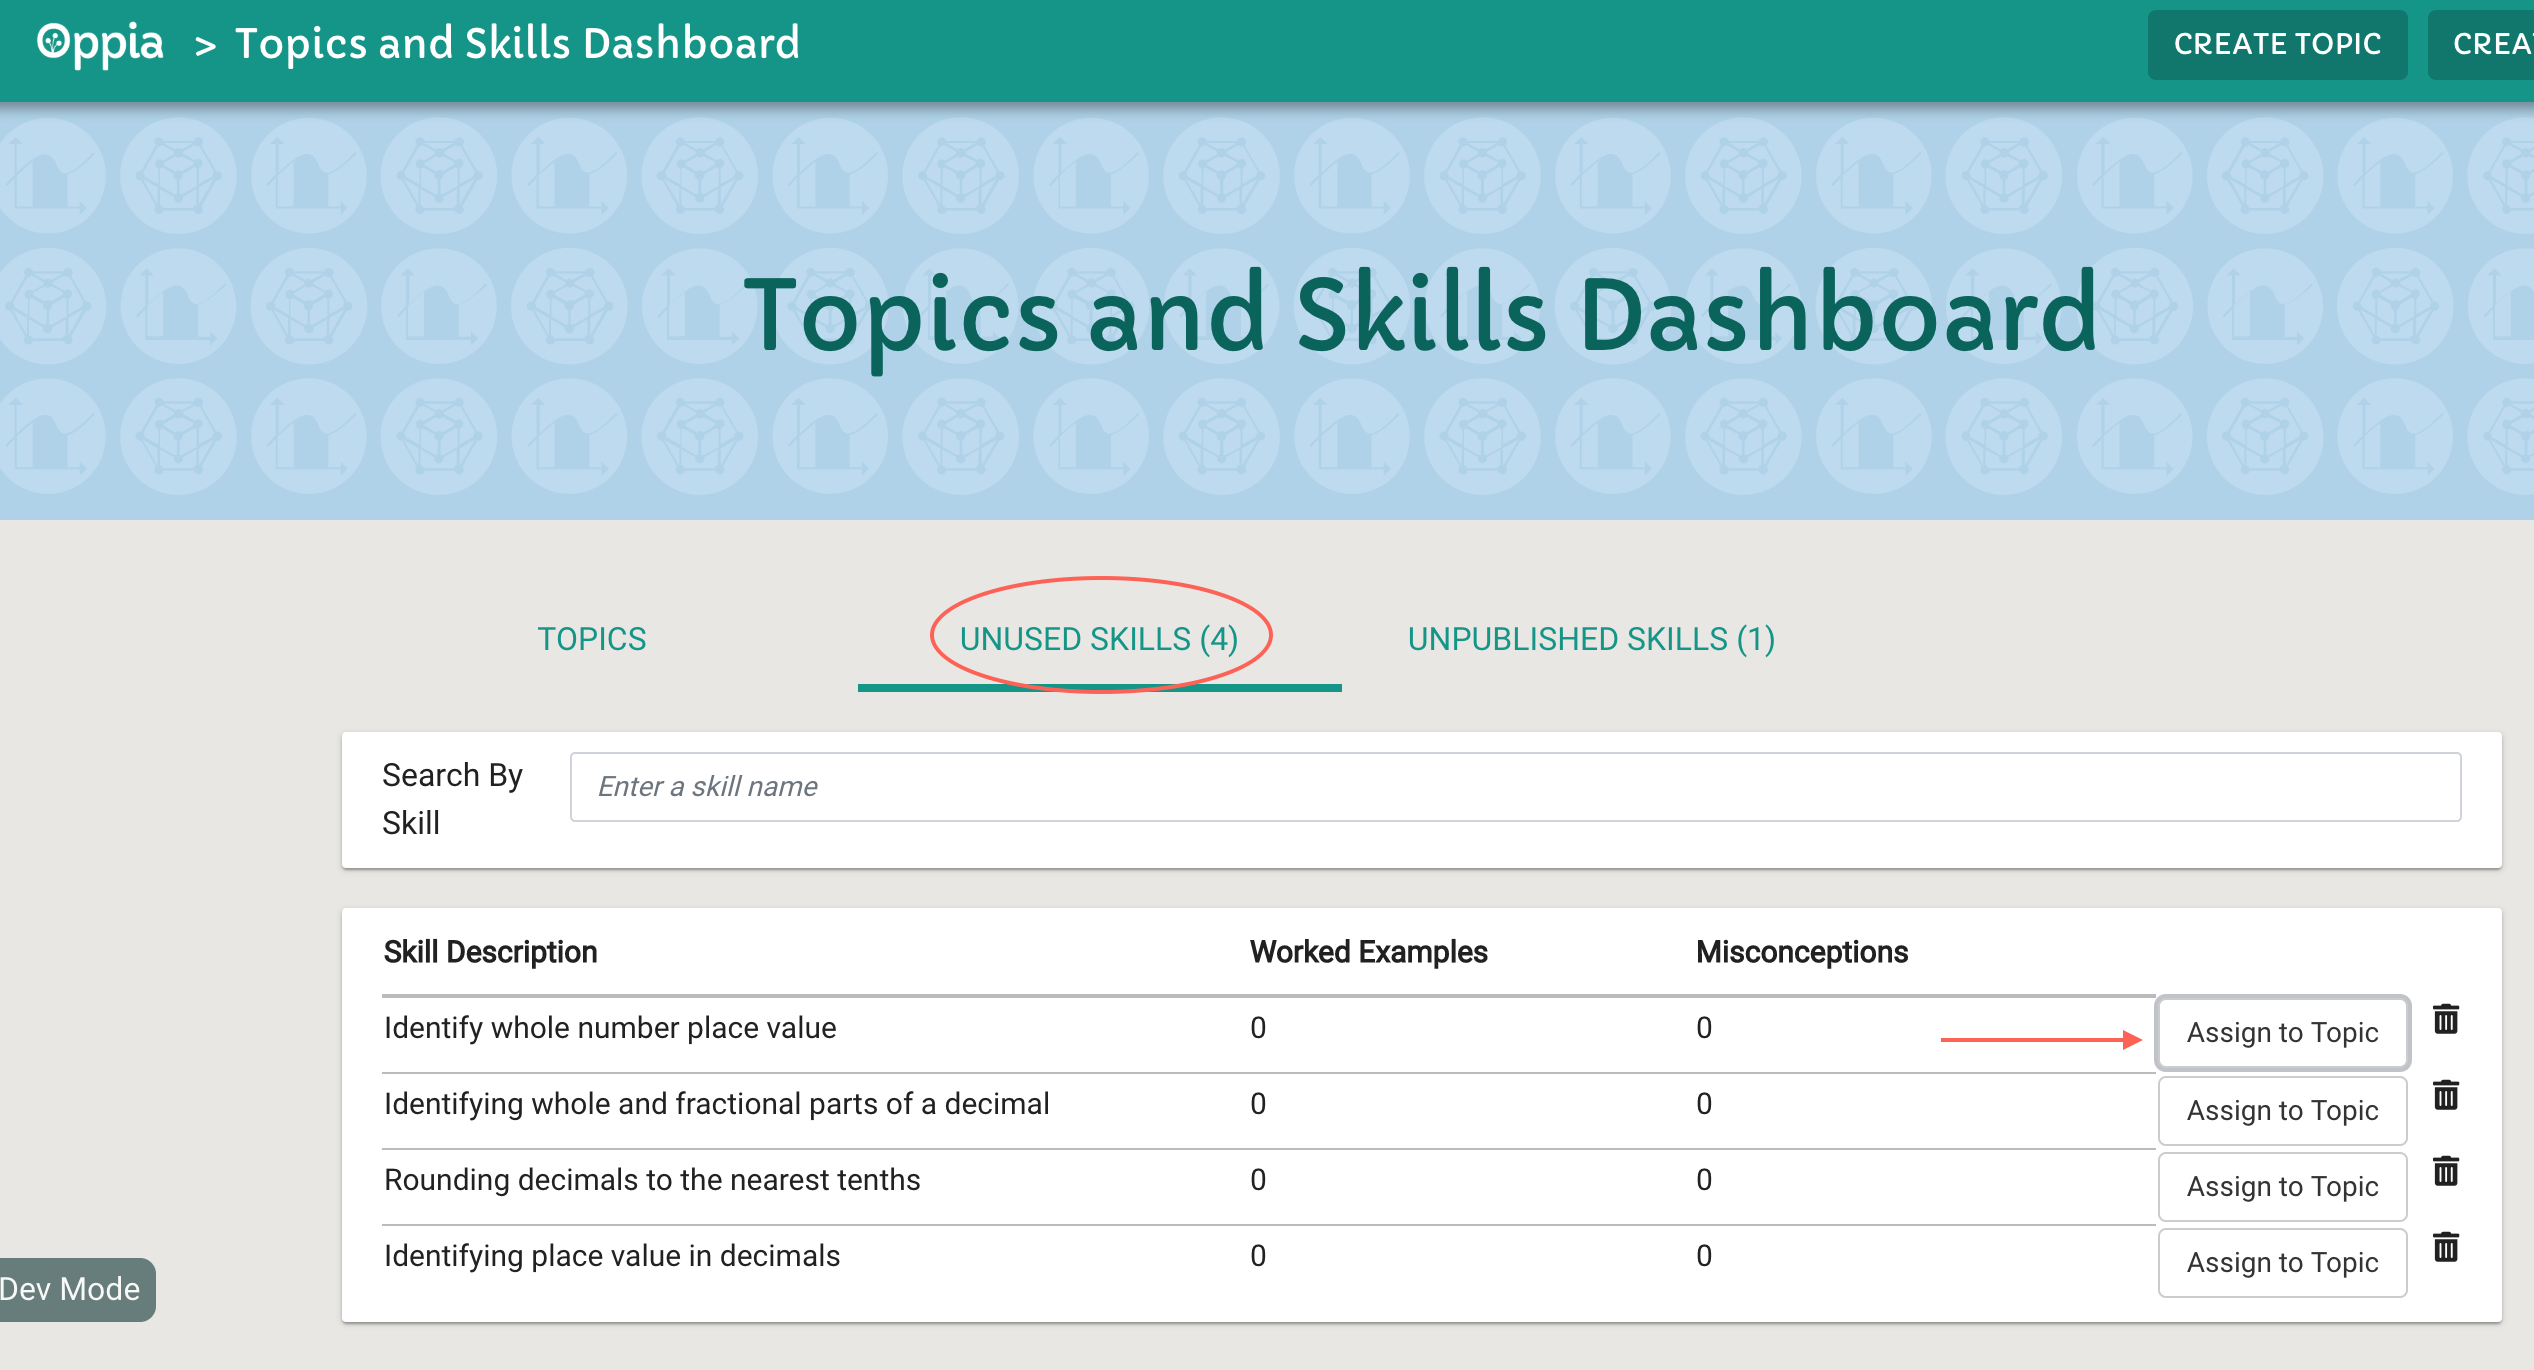 Oppia > Topics and Skills Dashboard
CREATE TOPIC
CREA
Topics and Skills Dashboard
TOPICS
UNUSED SKILLS (4)
UNPUBLISHED SKILLS (1)
Search By
Skill
Enter a skill name
Skill Description Worked Examples Misconceptions
Identify whole number place value 0 0 Assign to Topic
Identifying whole and fractional parts of a decimal 0 0 Assign to Topic
Rounding decimals to the nearest tenths 0 0 Assign to Topic
Identifying place value in decimals 0 0 Assign to Topic
Dev Mode